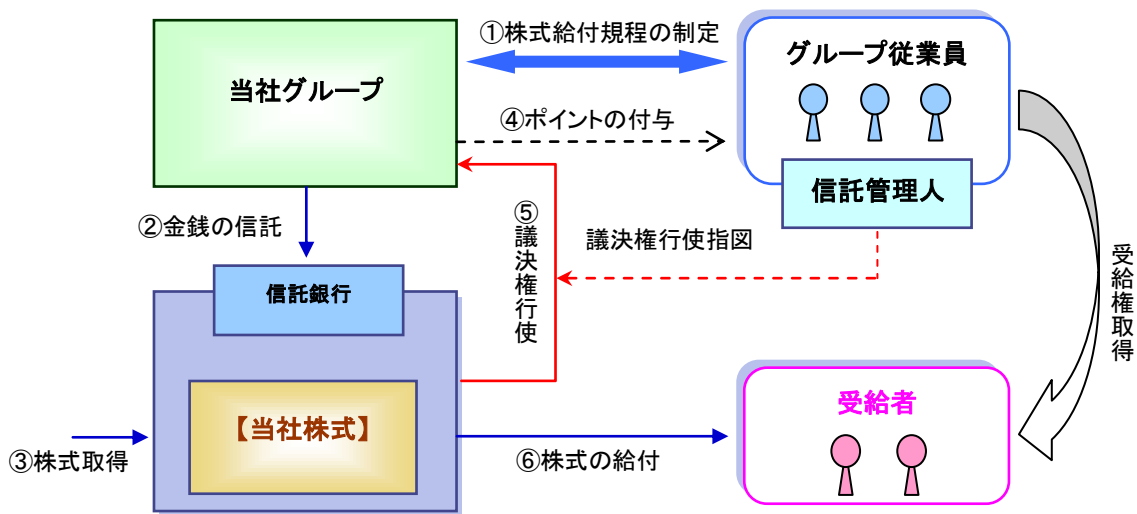 ①株式給付規程の制定
当社グループ
グループ従業員
④ポイントの付与
信託管理人
②金銭の信託
⑤議決権行使
議決権行使指図
受給権取得
信託銀行
【当社株式】
受給者
③株式取得
⑥株式の給付